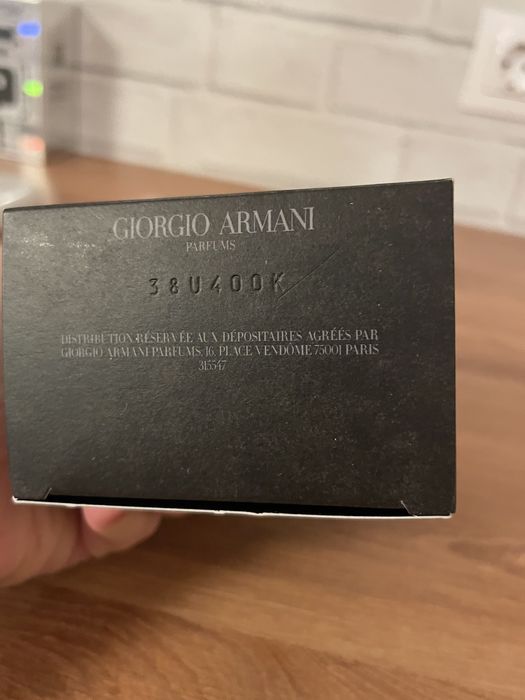 GIORGIO ARMANI
PARFUMS
38U400K
DISTRIBUTION RÉSERVÉE AUX DÉPOSITAIRES AGRÉÉS PAR
GIORGIO ARMANI PARFUMS, 16, PLACE VENDÔME 75001 PARIS
315547